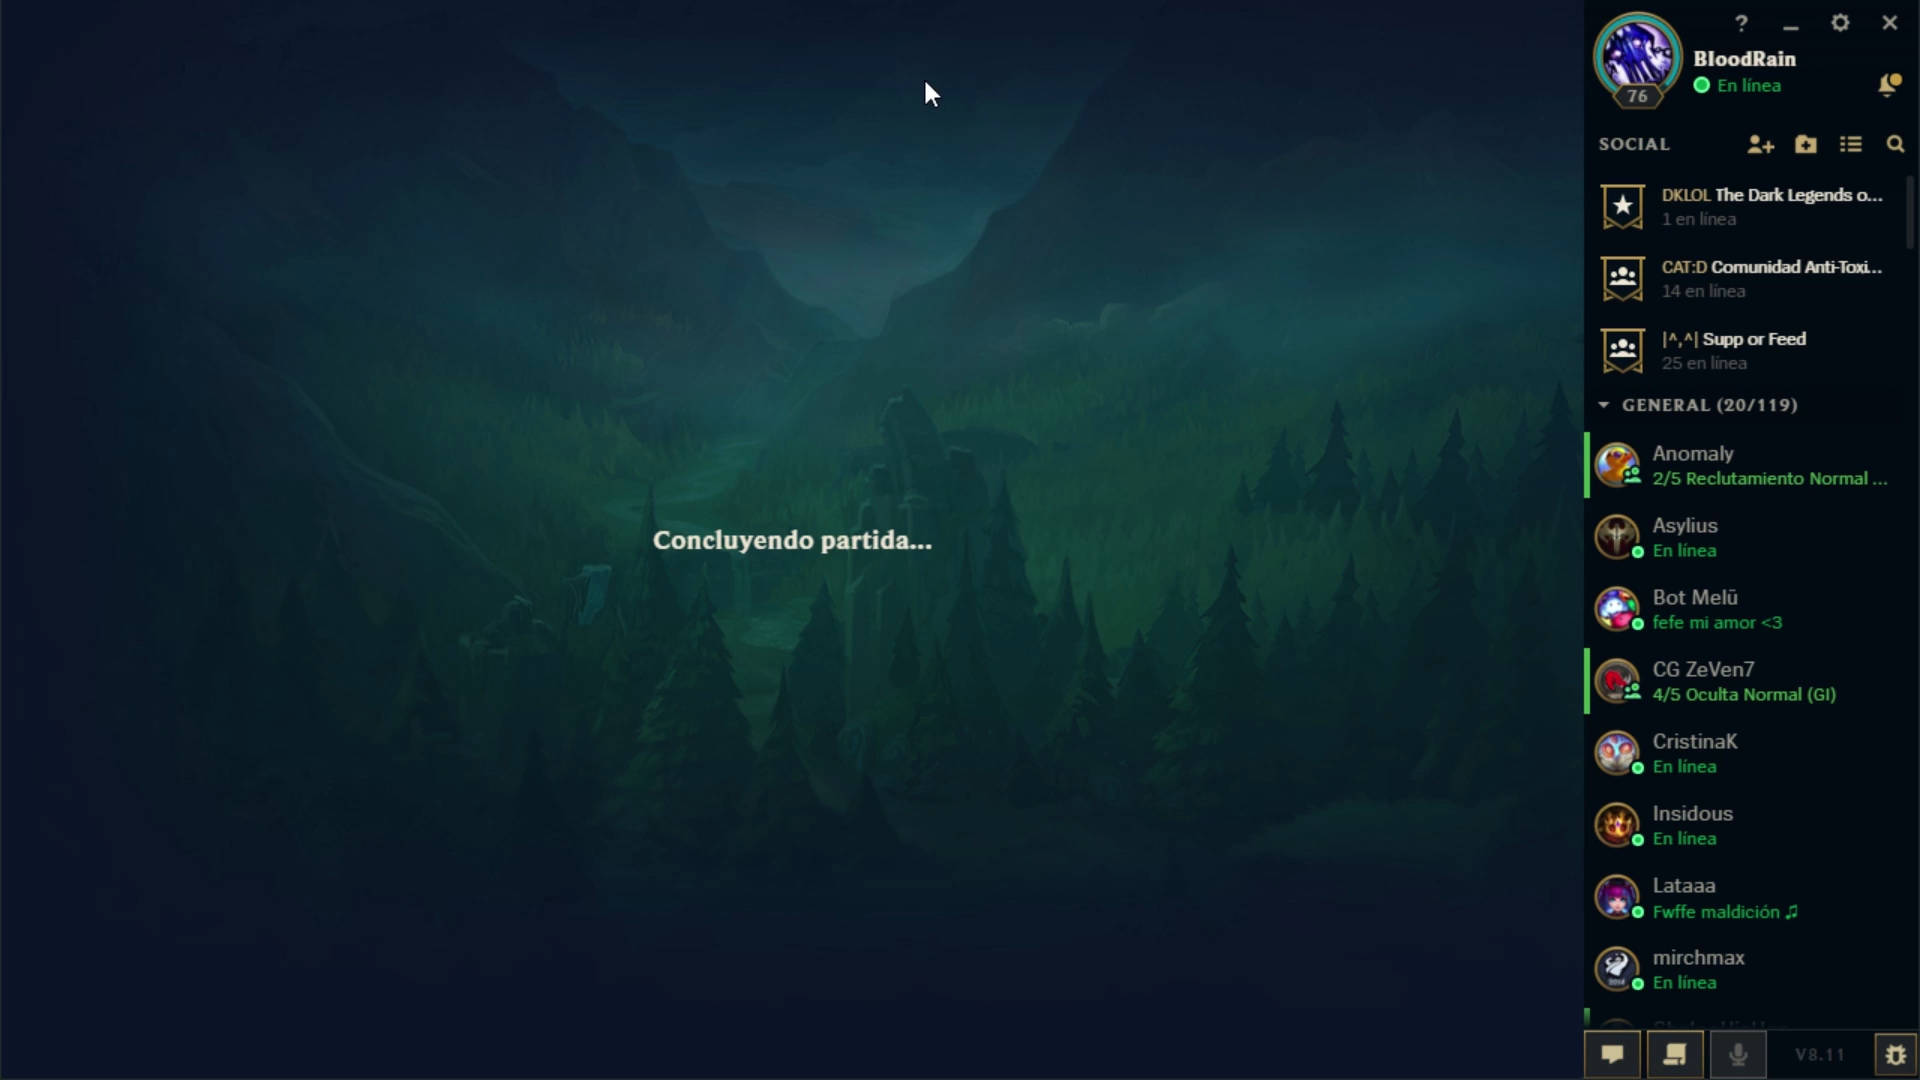 ?
BloodRain
En línea
76
SOCIAL
DKLOL The Dark Legends o...
1 en línea
CAT:D Comunidad Anti-Toxi...
14 en línea
|^,^| Supp or Feed
25 en línea
GENERAL (20/119)
Anomaly
2/5 Reclutamiento Normal ...
Asylius
En línea
Bot Melü
fefe mi amor <3
Concluyendo partida...
CG ZeVen7
4/5 Oculta Normal (GI)
CristinaK
En línea
Insidous
En línea
Lataaa
Fwffe maldición ♫
mirchmax
En línea
V8.11